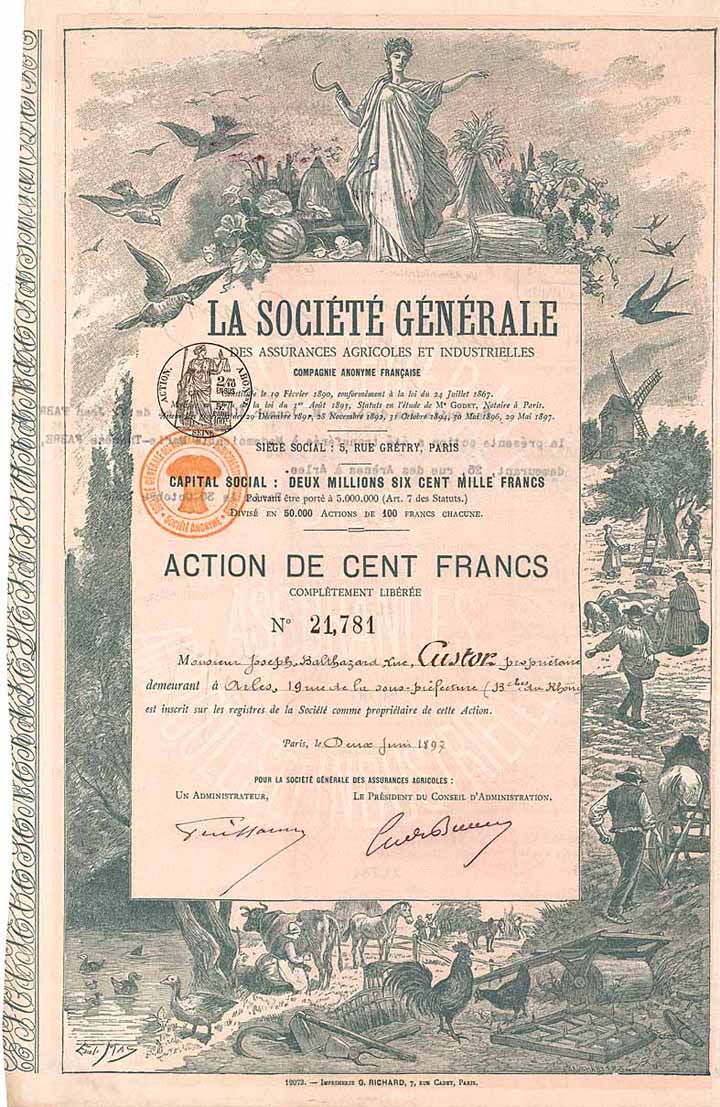 LA SOCIÉTÉ GÉNÉRALE
DES ASSURANCES AGRICOLES ET INDUSTRIELLES
COMPAGNIE ANONYME FRANÇAISE
le 19 Février 1890, conformément à la loi du 24 Juillet 1867.
la loi du 1er Août 1893, Statuts en l'étude de Me GODET, Notaire à Paris.
des 29 Décembre 1891, 28 Novembre 1892, 31 Octobre 1894, 30 Mai 1896, 29 Mai 1897.
ACTION.
2,40
SEINE
SIÈGE SOCIAL : 5, RUE GRÉTRY, PARIS
CAPITAL SOCIAL : DEUX MILLIONS SIX CENT MILLE FRANCS
Pouvant être porté à 5.000.000 (Art. 7 des Statuts.)
DIVISÉ EN 50.000 ACTIONS DE 100 FRANCS CHACUNE.
SOCIÉTÉ ANONYME
ACTION DE CENT FRANCS
COMPLÈTEMENT LIBÉRÉE
No 21,781
Monsieur Joseph, Balthazard Luc, Custor propriétaire
demeurant à Arles, 19 rue de la sous-préfecture (Bches du Rhône
est inscrit sur les registres de la Société comme propriétaire de cette Action.
Paris, le Deux Juin 1897
POUR LA SOCIÉTÉ GÉNÉRALE DES ASSURANCES AGRICOLES :
UN ADMINISTRATEUR, LE PRÉSIDENT DU CONSEIL D'ADMINISTRATION.
12073. — IMPRIMERIE G. RICHARD, 7, RUE CADET, PARIS.